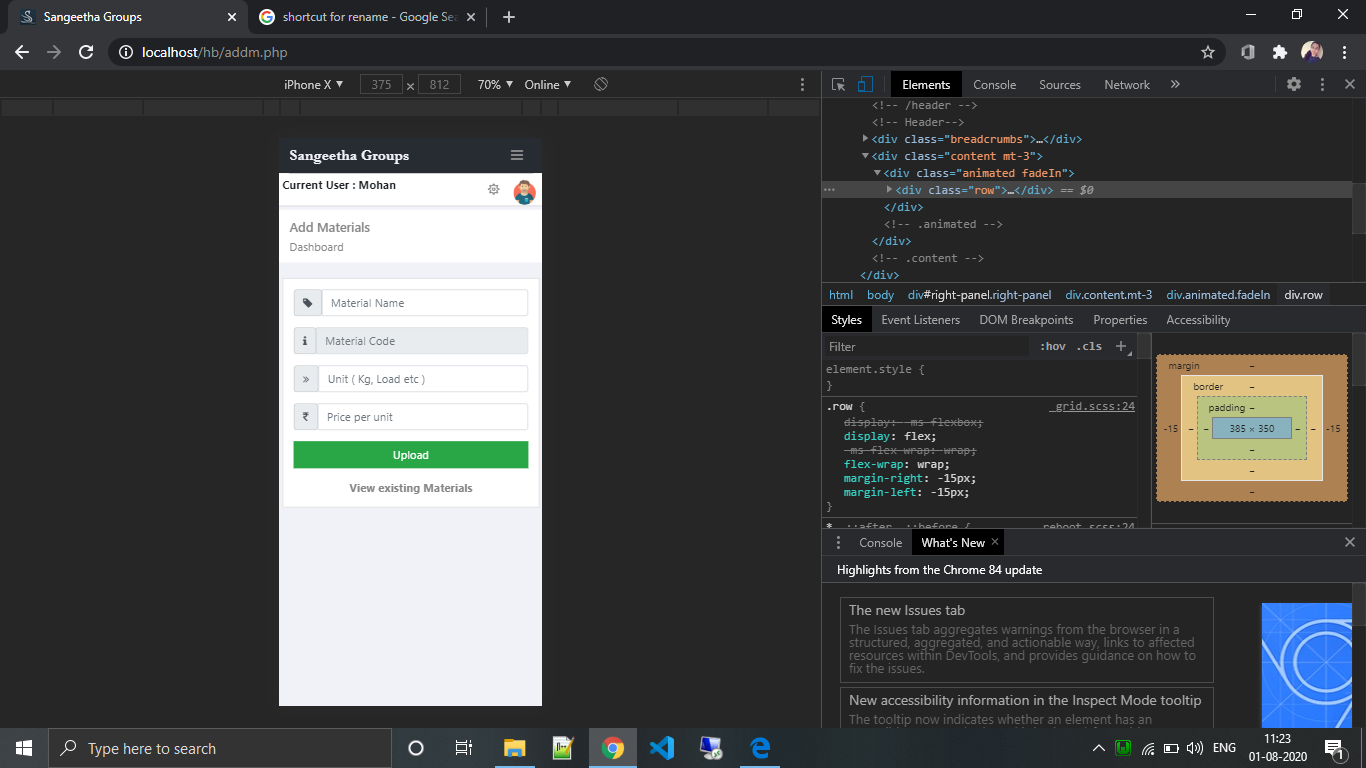 Sangeetha Groups
shortcut for rename - Google Sea
localhost/hb/addm.php
iPhone X ▼ 375 × 812 70% ▼ Online ▼
Sangeetha Groups
Current User : Mohan
Add Materials
Dashboard
Material Name
Material Code
Unit ( Kg, Load etc )
₹ Price per unit
Upload
View existing Materials
Elements Console Sources Network »
<!-- /header -->
<!-- Header-->
▶<div class="breadcrumbs">…</div>
▼<div class="content mt-3">
▼<div class="animated fadeIn">
▶<div class="row">…</div> == $0
</div>
<!-- .animated -->
</div>
<!-- .content -->
</div>
html body div#right-panel.right-panel div.content.mt-3 div.animated.fadeIn div.row
Styles Event Listeners DOM Breakpoints Properties Accessibility
Filter :hov .cls +
element.style {
}
.row { _grid.scss:24
display: -ms-flexbox;
display: flex;
-ms-flex-wrap: wrap;
flex-wrap: wrap;
margin-right: -15px;
margin-left: -15px;
}
*, ::after, ::before { _reboot.scss:24
margin –
border –
padding –
-15 – – 385 × 350 – – -15
–
–
–
Console What's New ×
Highlights from the Chrome 84 update
The new Issues tab
The Issues tab aggregates warnings from the browser in a
structured, aggregated, and actionable way, links to affected
resources within DevTools, and provides guidance on how to
fix the issues.
New accessibility information in the Inspect Mode tooltip
The tooltip now indicates whether an element has an
Type here to search
ENG
11:23
01-08-2020
1